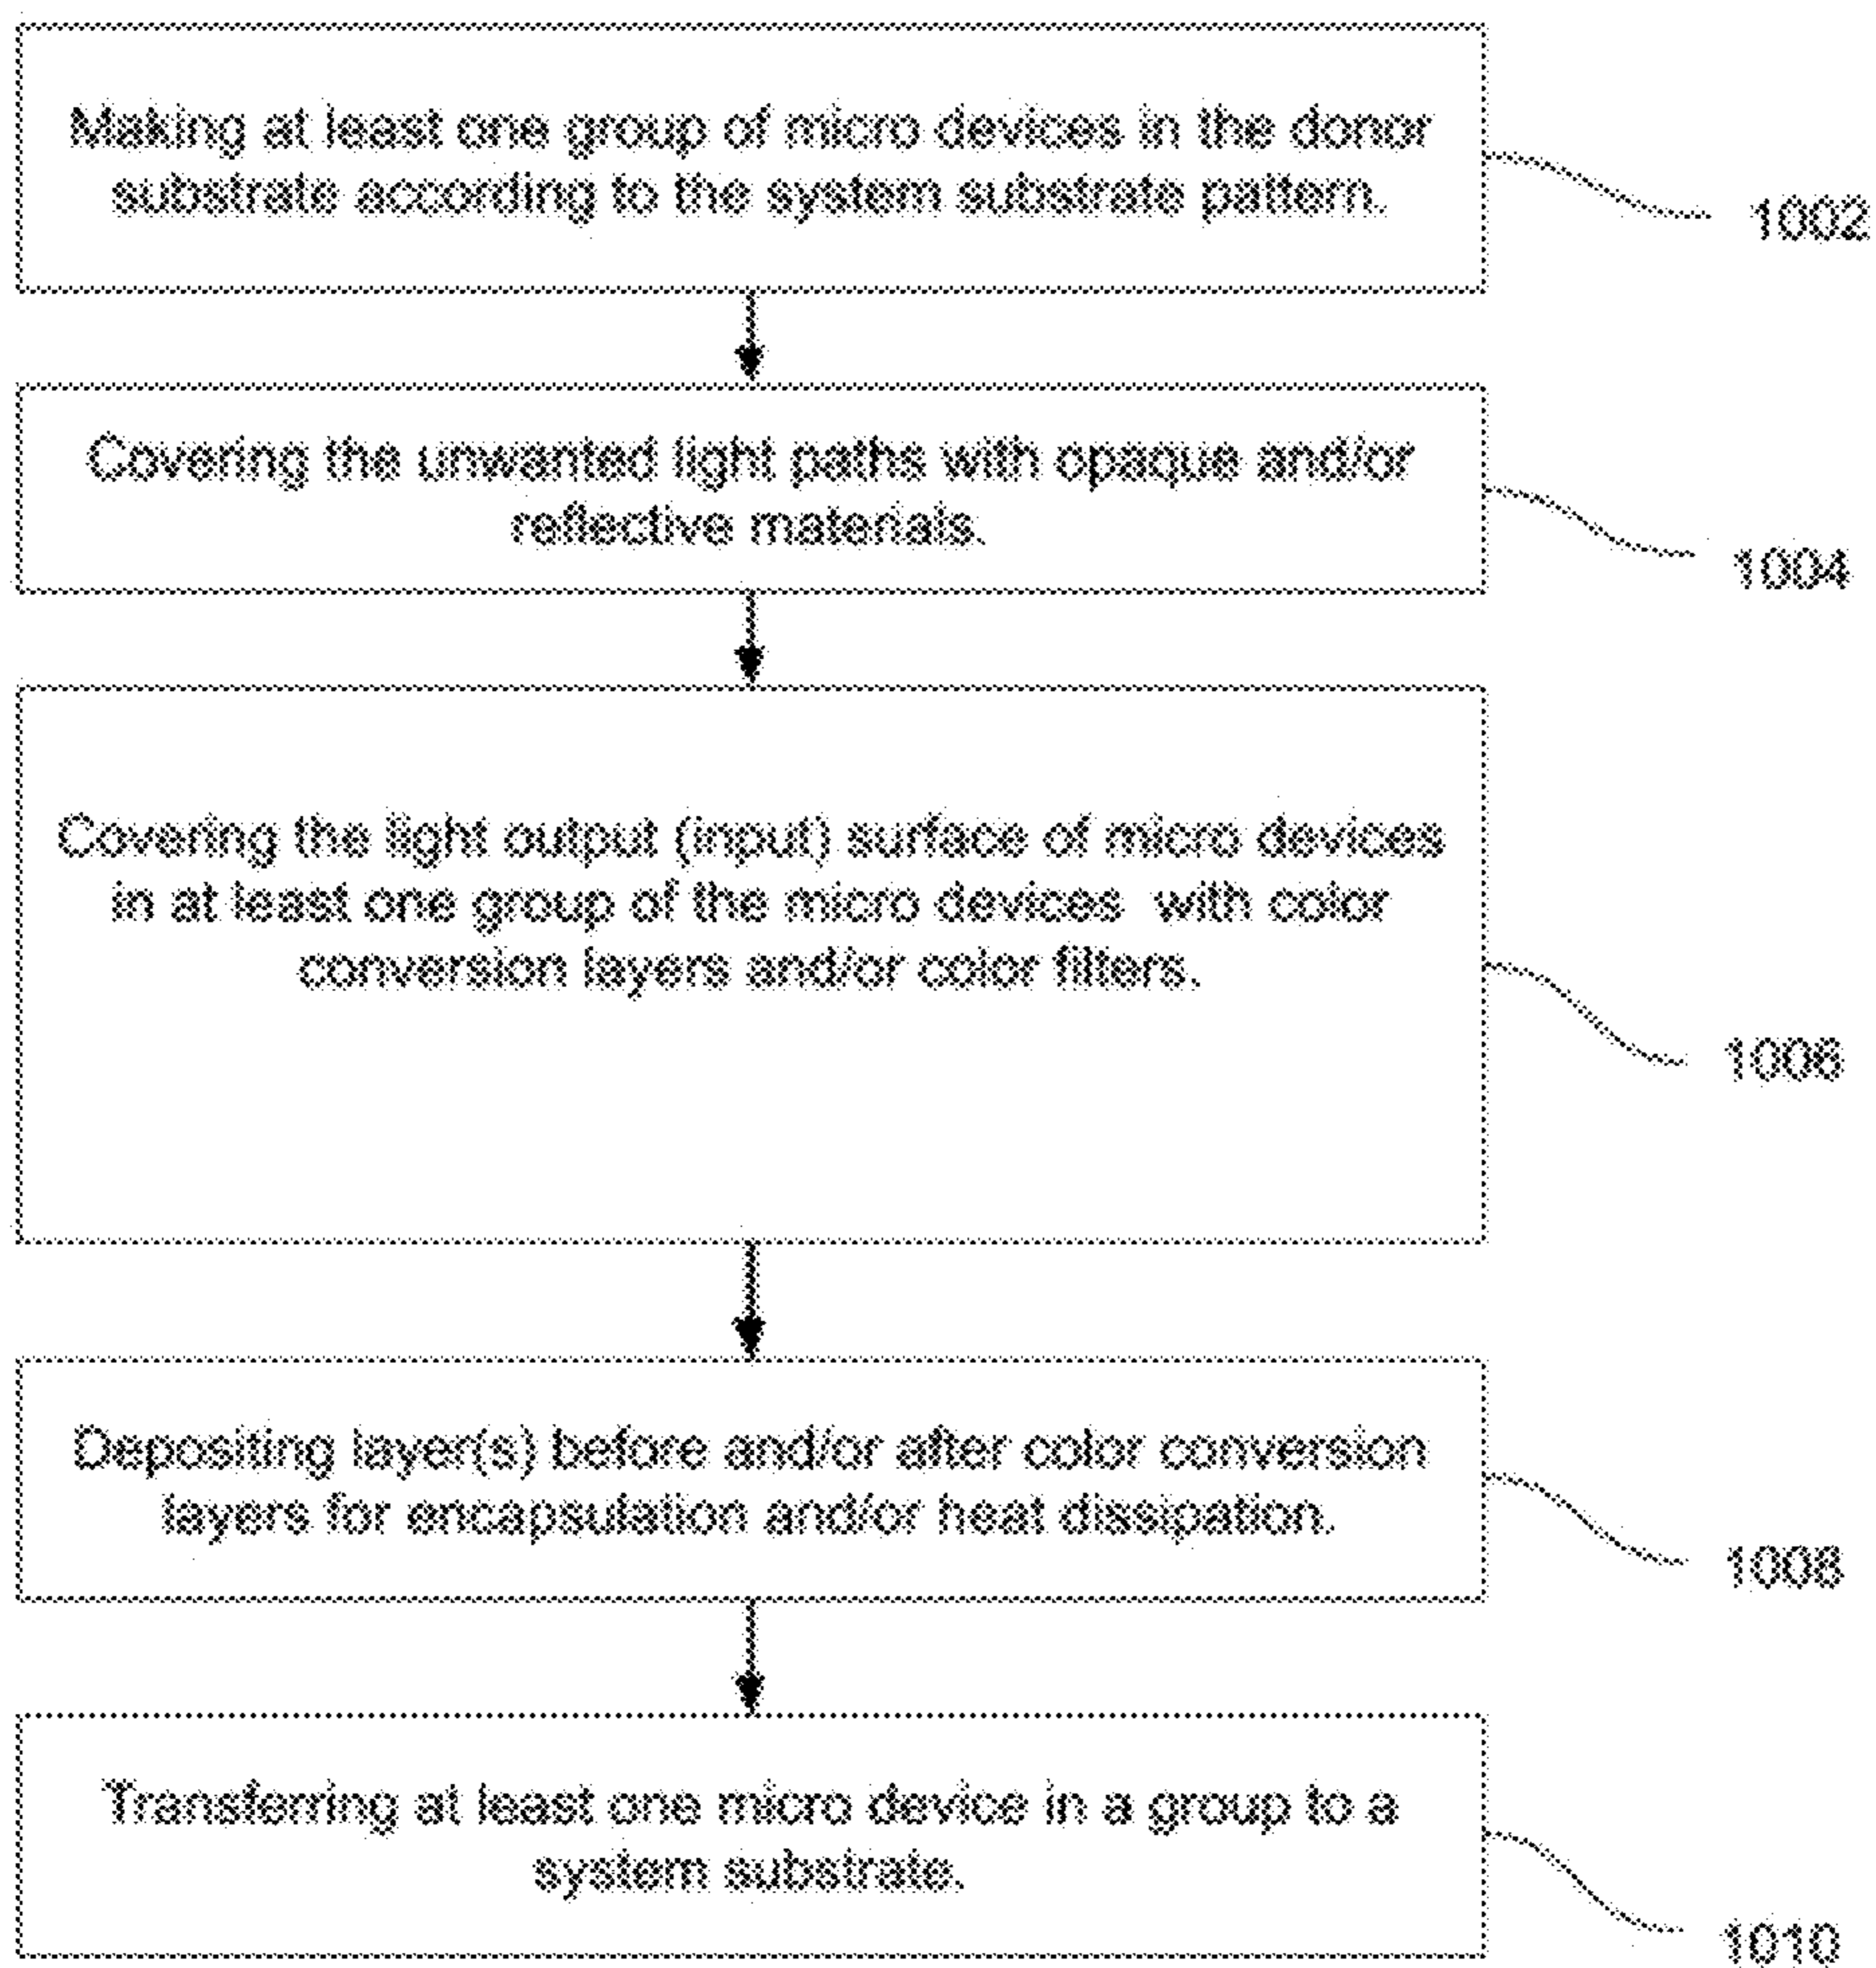 Making at least one group of micro devices in the donor
substrate according to the system substrate pattern.
1002
Covering the unwanted light paths with opaque and/or
reflective materials.
1004
Covering the light output (input) surface of micro devices
in at least one group of the micro devices with color
conversion layers and/or color filters.
1006
Depositing layer(s) before and/or after color conversion
layers for encapsulation and/or heat dissipation.
1008
Transferring at least one micro device in a group to a
system substrate.
1010